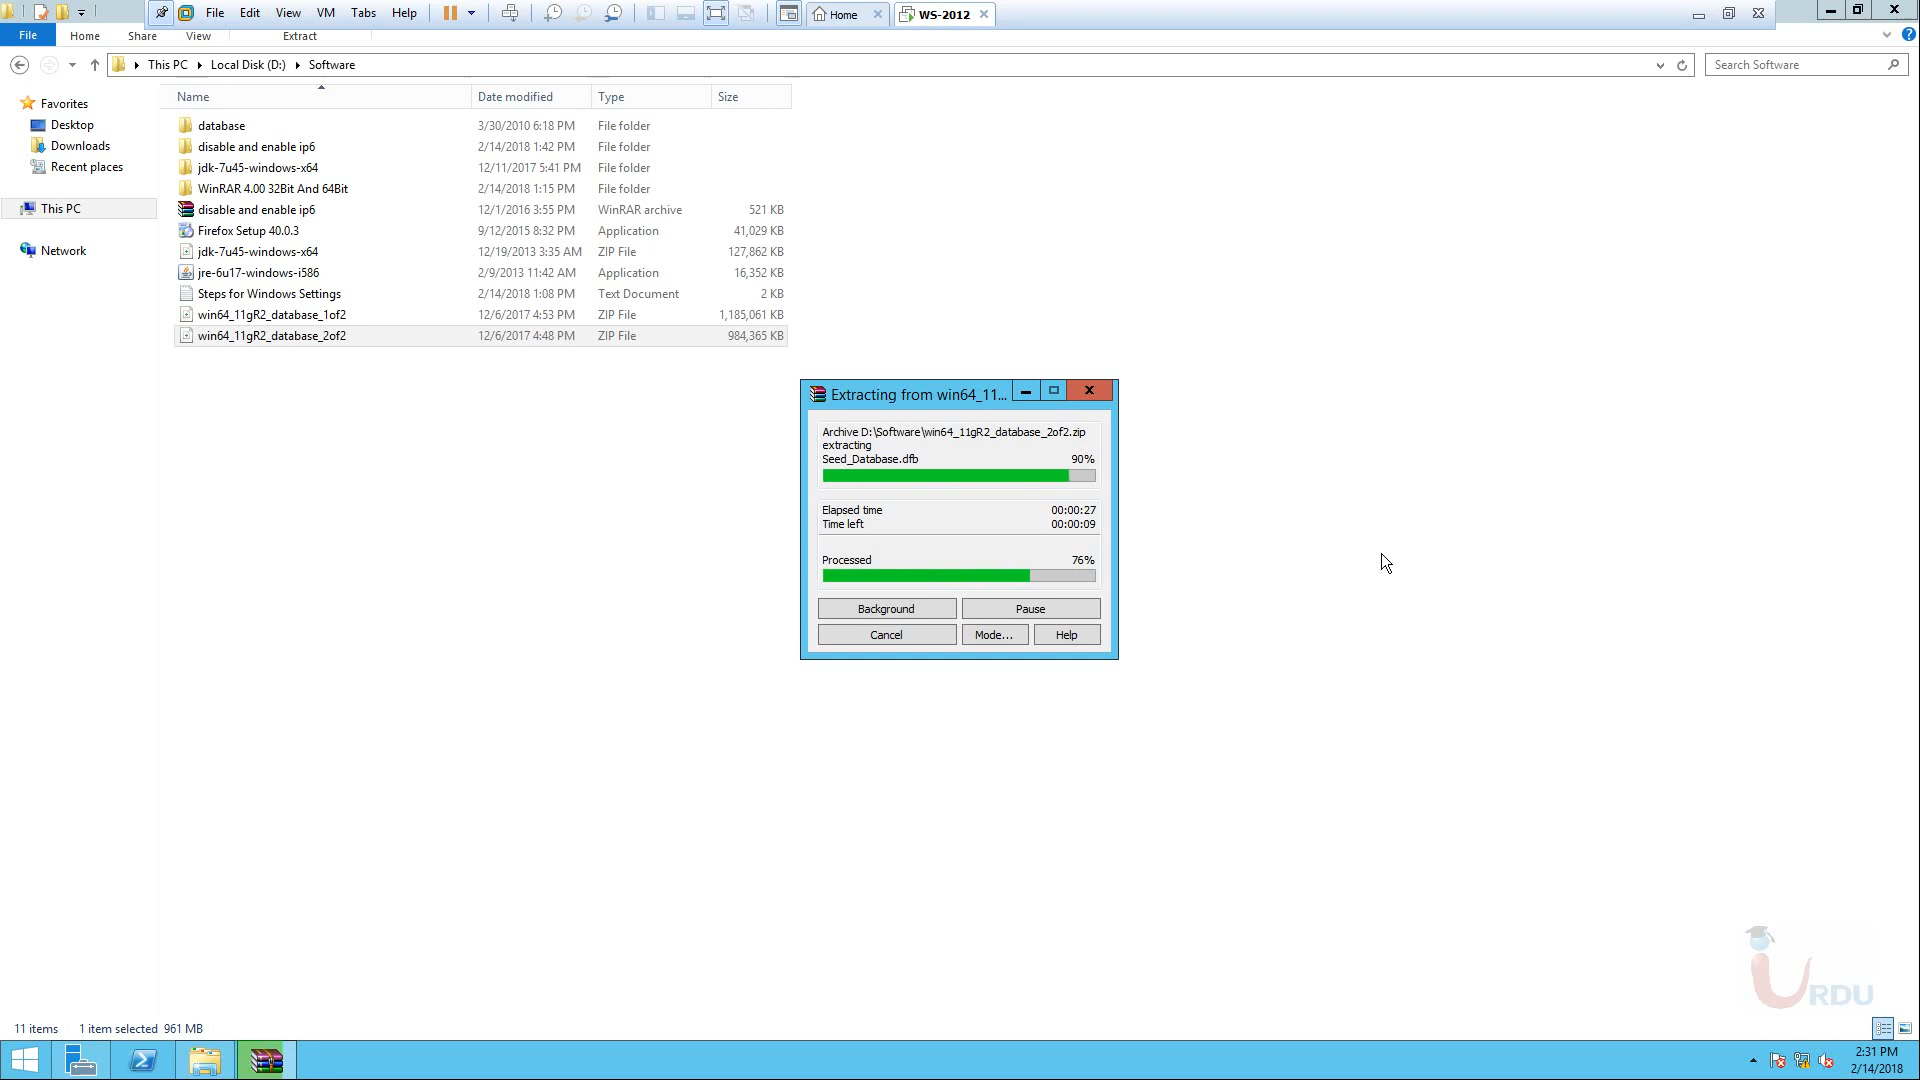 File Edit View VM Tabs Help Home WS-2012
File Home Share View Extract
This PC Local Disk (D:) Software Search Software
Name Date modified Type Size
Favorites
Desktop
Downloads
Recent places
This PC
Network
database 3/30/2010 6:18 PM File folder
disable and enable ip6 2/14/2018 1:42 PM File folder
jdk-7u45-windows-x64 12/11/2017 5:41 PM File folder
WinRAR 4.00 32Bit And 64Bit 2/14/2018 1:15 PM File folder
disable and enable ip6 12/1/2016 3:55 PM WinRAR archive 521 KB
Firefox Setup 40.0.3 9/12/2015 8:32 PM Application 41,029 KB
jdk-7u45-windows-x64 12/19/2013 3:35 AM ZIP File 127,862 KB
jre-6u17-windows-i586 2/9/2013 11:42 AM Application 16,352 KB
Steps for Windows Settings 2/14/2018 1:08 PM Text Document 2 KB
win64_11gR2_database_1of2 12/6/2017 4:53 PM ZIP File 1,185,061 KB
win64_11gR2_database_2of2 12/6/2017 4:48 PM ZIP File 984,365 KB
Extracting from win64_11...
Archive D:\Software\win64_11gR2_database_2of2.zip
extracting
Seed_Database.dfb 90%
Elapsed time 00:00:27
Time left 00:00:09
Processed 76%
Background Pause
Cancel Mode... Help
URDU
11 items 1 item selected 961 MB
2:31 PM
2/14/2018